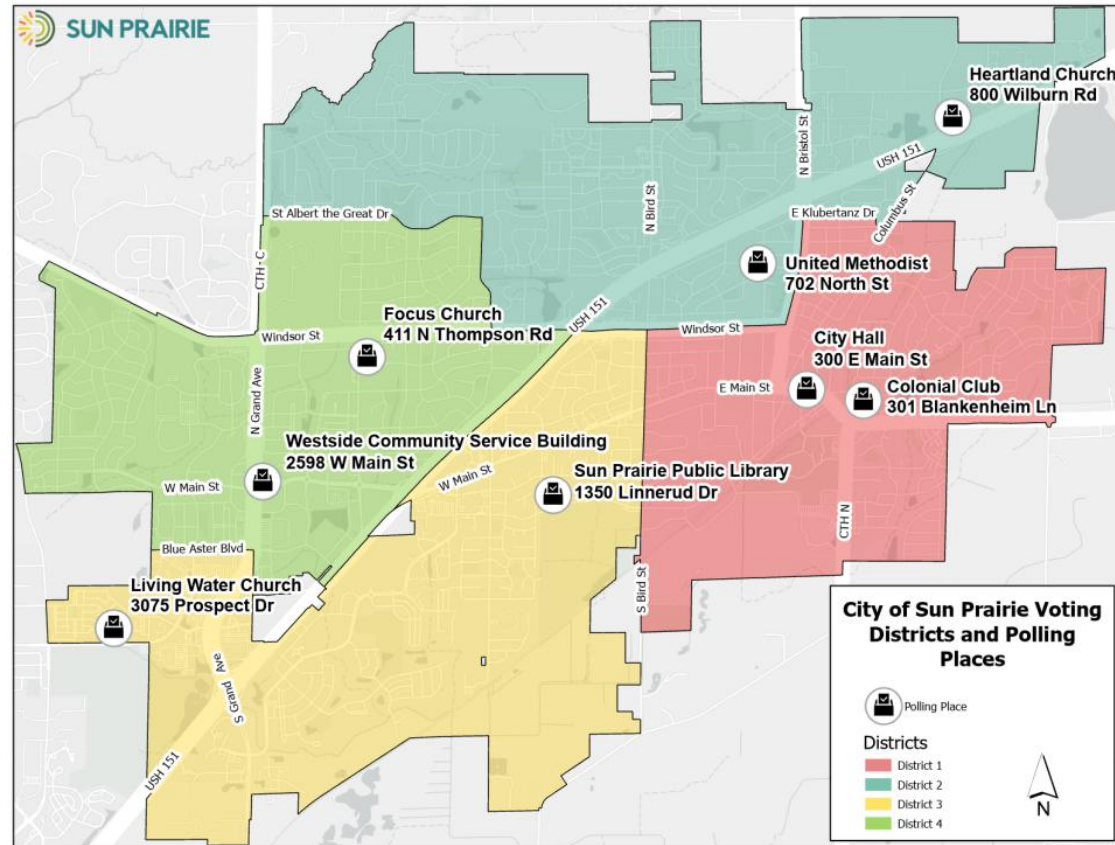 SUN PRAIRIE
Heartland Church
800 Wilburn Rd
N Bristol St
USH 151
N Bird St
Columbus St
E Klubertanz Dr
St Albert the Great Dr
CTH - C
United Methodist
702 North St
Focus Church
411 N Thompson Rd
USH 151
Windsor St
Windsor St
City Hall
300 E Main St
E Main St
Colonial Club
301 Blankenheim Ln
N Grand Ave
Westside Community Service Building
2598 W Main St
W Main St
W Main St
Sun Prairie Public Library
1350 Linnerud Dr
CTH N
Blue Aster Blvd
Living Water Church
3075 Prospect Dr
S Bird St
S Grand Ave
USH 151
City of Sun Prairie Voting
Districts and Polling
Places
Polling Place
Districts
District 1
District 2
District 3
District 4
N